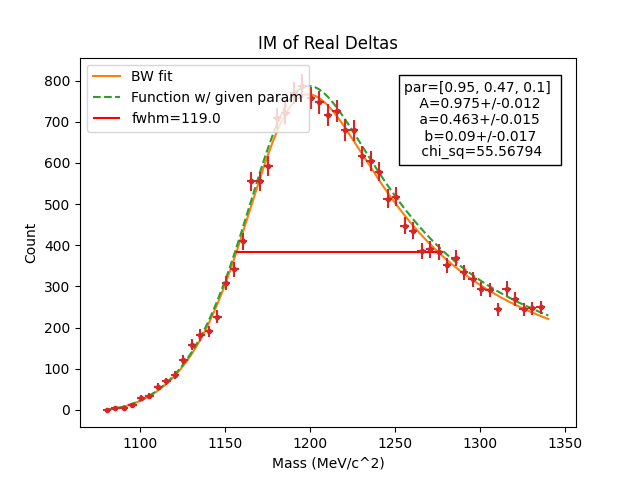 IM of Real Deltas
BW fit
Function w/ given param
fwhm=119.0
par=[0.95, 0.47, 0.1]
A=0.975+/-0.012
a=0.463+/-0.015
b=0.09+/-0.017
chi_sq=55.56794
Count
800
700
600
500
400
300
200
100
0
1100
1150
1200
1250
1300
1350
Mass (MeV/c^2)